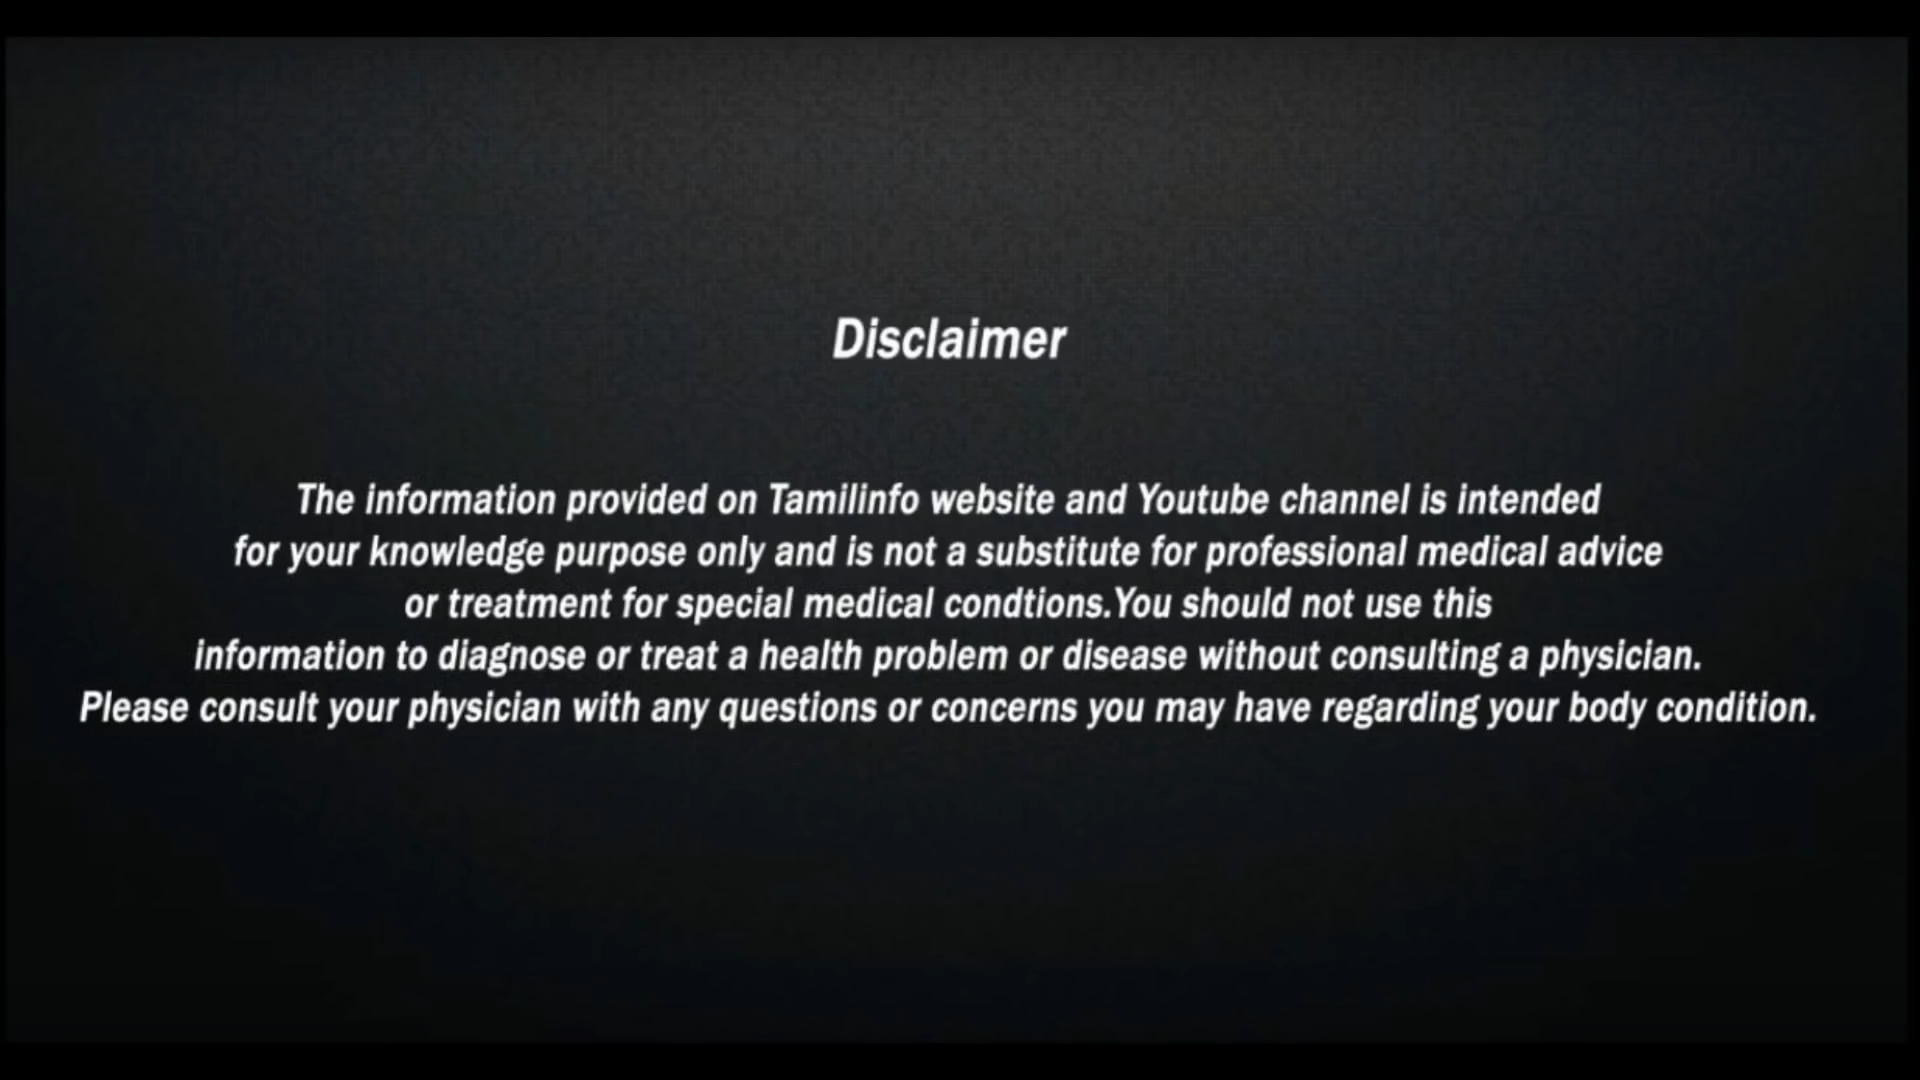 Disclaimer
The information provided on Tamilinfo website and Youtube channel is intended
for your knowledge purpose only and is not a substitute for professional medical advice
or treatment for special medical condtions.You should not use this
information to diagnose or treat a health problem or disease without consulting a physician.
Please consult your physician with any questions or concerns you may have regarding your body condition.